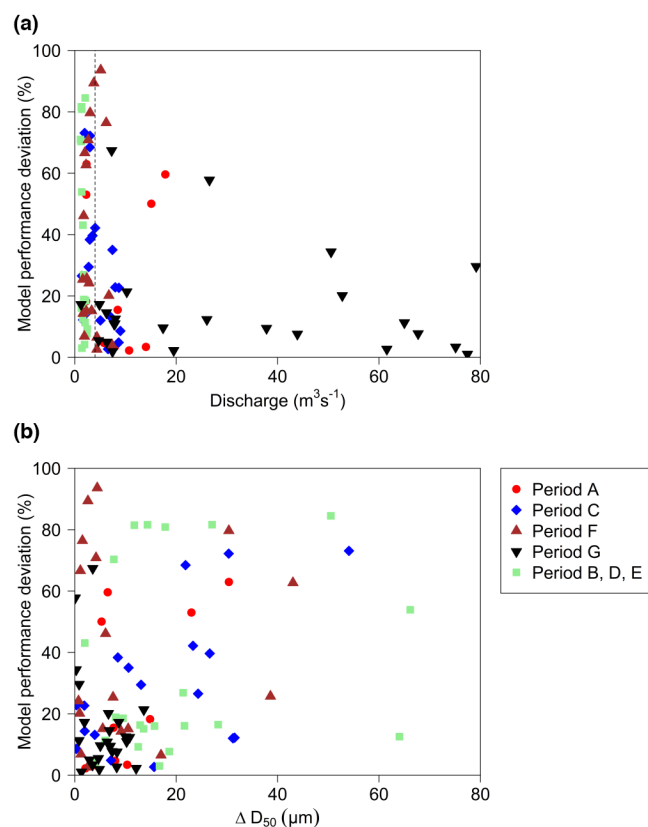 (a)
100
80
60
40
20
0
Model performance deviation (%)
0 20 40 60 80
Discharge (m³s⁻¹)
(b)
100
80
60
40
20
0
Model performance deviation (%)
0 20 40 60 80
Δ D₅₀ (μm)
Period A
Period C
Period F
Period G
Period B, D, E